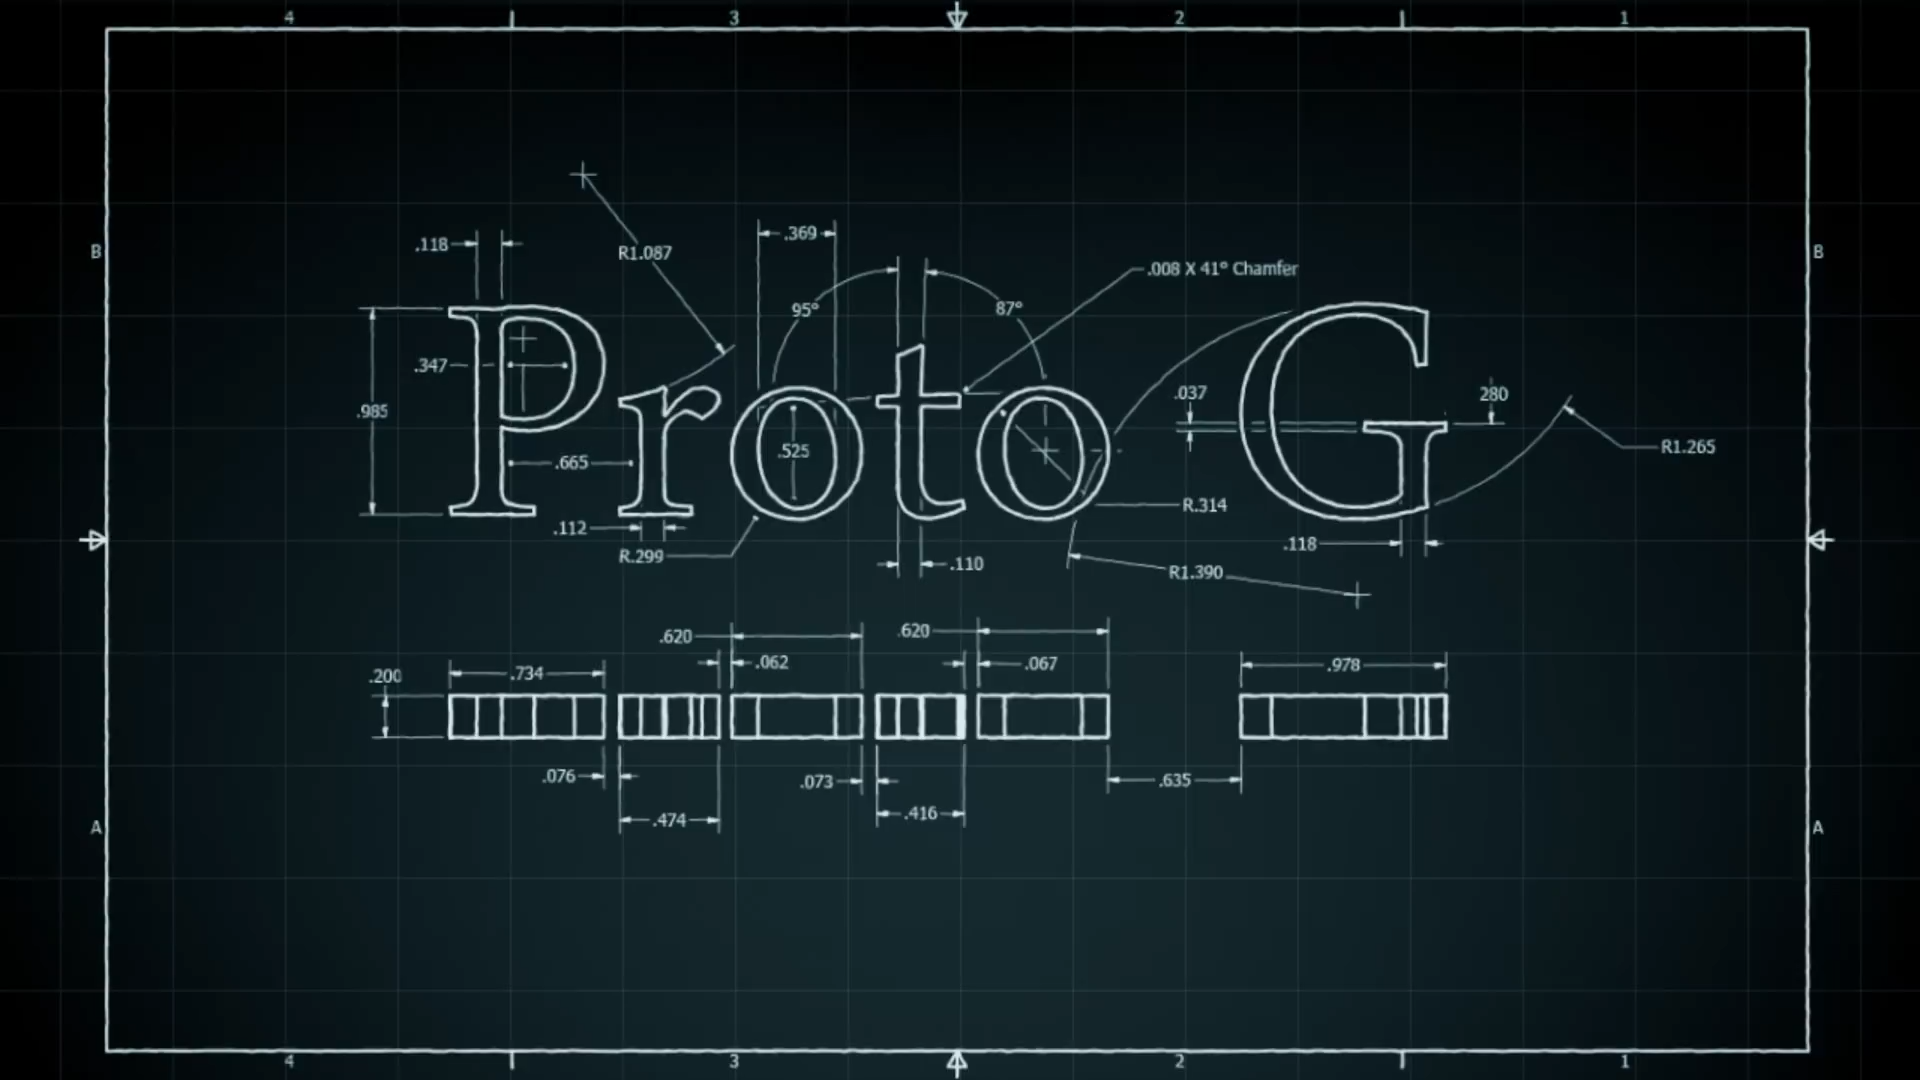 4 3 2 1
B B
.118
R1.087
.369
.008 X 41° Chamfer
95° 87°
Proto G
.347
.037
280
.985
R1.265
.525
.665
R.314
.112
R.299
.118
.110
R1.390
.620 .620
.062 .067
.200 .734 .978
.076 .073 .635
.474 .416
A A
4 3 2 1